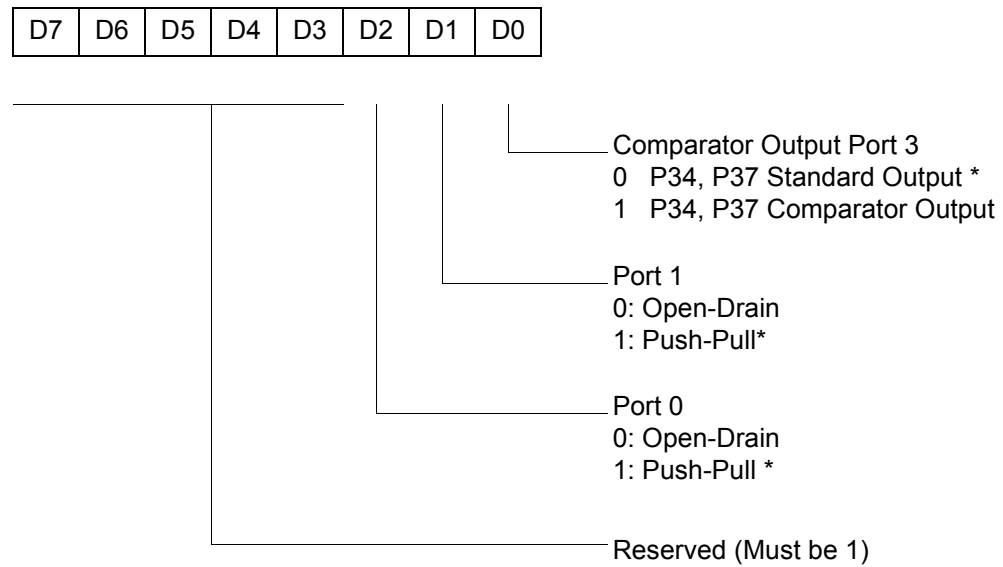 D7 D6 D5 D4 D3 D2 D1 D0
Comparator Output Port 3
0 P34, P37 Standard Output *
1 P34, P37 Comparator Output
Port 1
0: Open-Drain
1: Push-Pull*
Port 0
0: Open-Drain
1: Push-Pull *
Reserved (Must be 1)